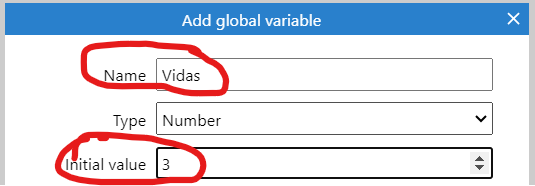 Add global variable
Name Vidas
Type Number
Initial value 3